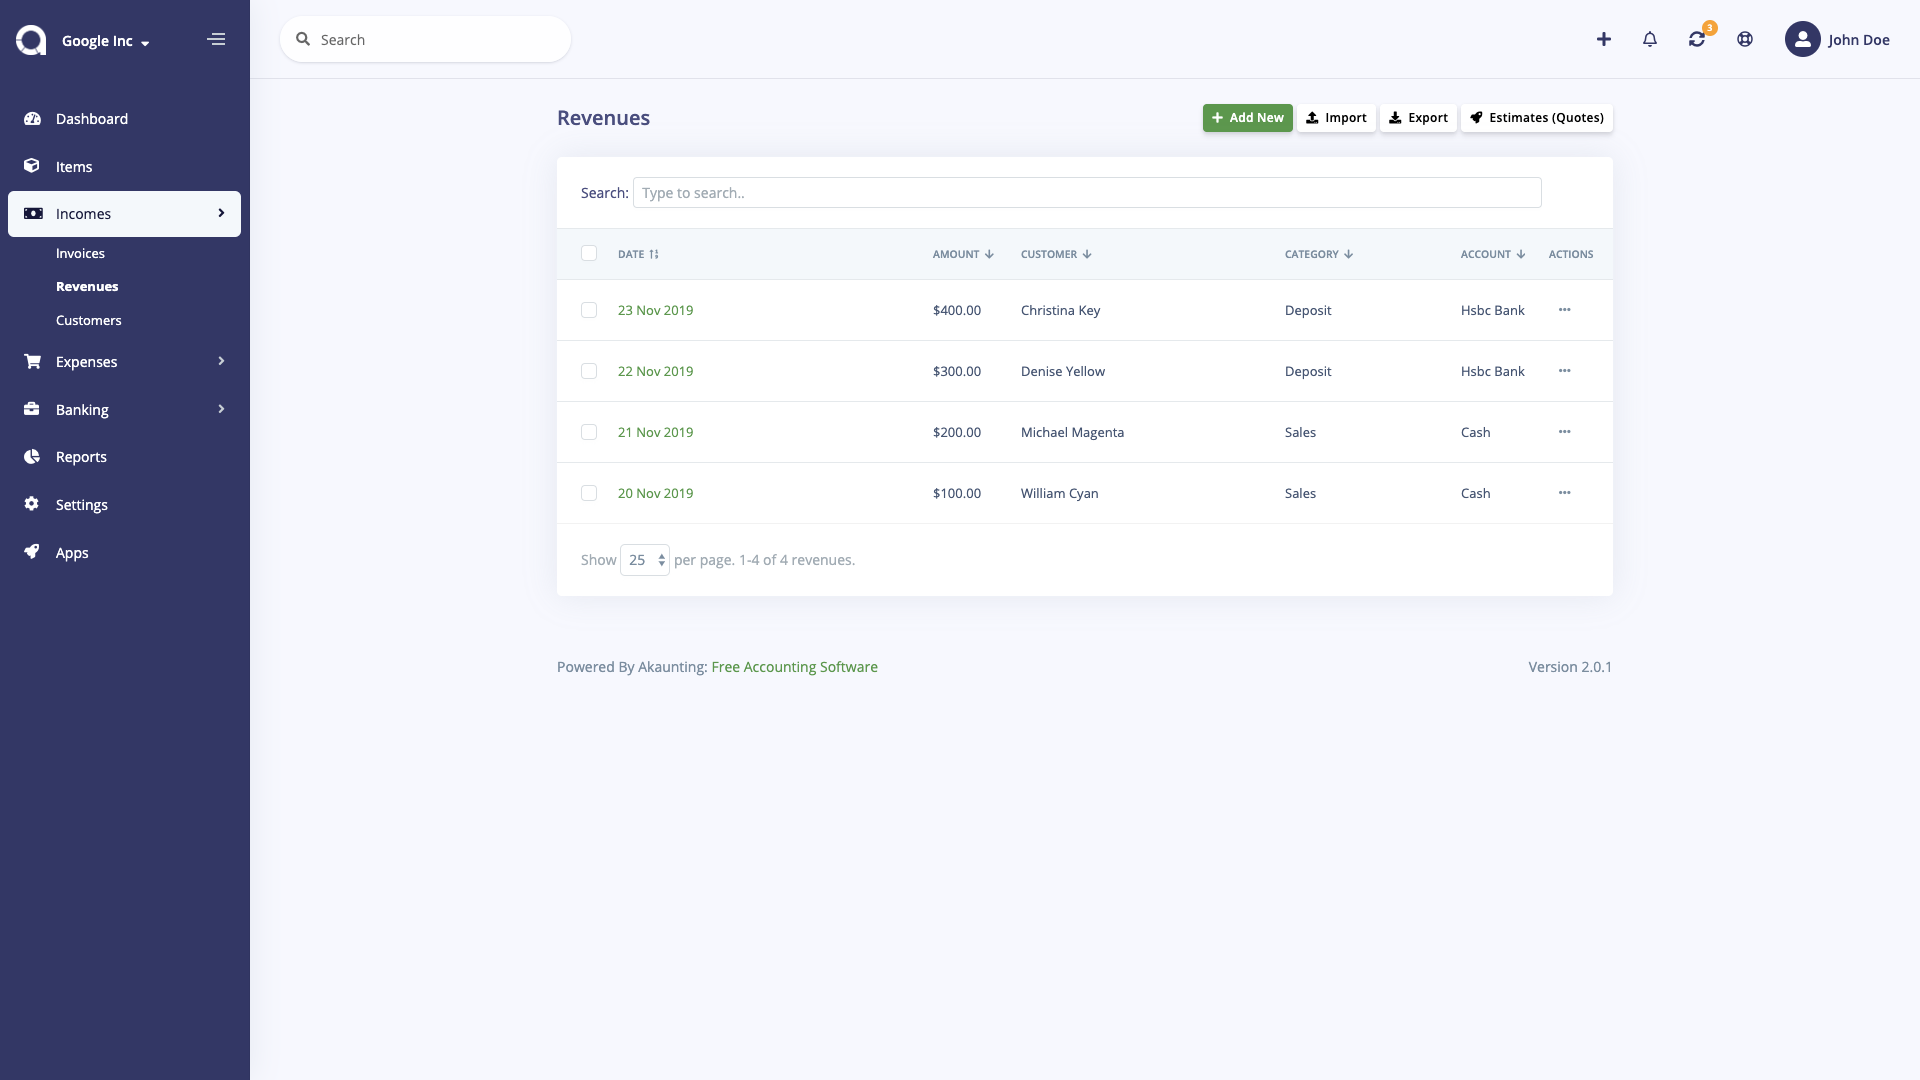 Google Inc
Search
3
John Doe
Dashboard
Items
Incomes
Invoices
Revenues
Customers
Expenses
Banking
Reports
Settings
Apps
Revenues
Add New Import Export Estimates (Quotes)
Search: Type to search..
DATE AMOUNT CUSTOMER CATEGORY ACCOUNT ACTIONS
23 Nov 2019 $400.00 Christina Key Deposit Hsbc Bank
22 Nov 2019 $300.00 Denise Yellow Deposit Hsbc Bank
21 Nov 2019 $200.00 Michael Magenta Sales Cash
20 Nov 2019 $100.00 William Cyan Sales Cash
Show 25 per page. 1-4 of 4 revenues.
Powered By Akaunting: Free Accounting Software Version 2.0.1